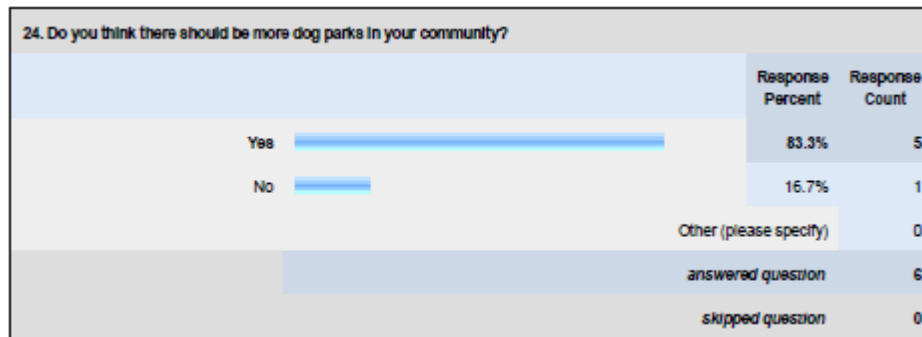 24. Do you think there should be more dog parks in your community?
Response Percent Response Count
Yes 83.3% 5
No 16.7% 1
Other (please specify) 0
answered question 6
skipped question 0